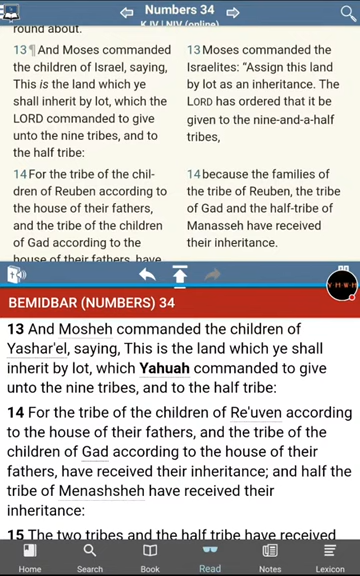 Numbers 34
KJV | NIV (online)
round about.
13 ¶ And Moses commanded
the children of Israel, saying,
This is the land which ye
shall inherit by lot, which the
LORD commanded to give
unto the nine tribes, and to
the half tribe:
14 For the tribe of the chil-
dren of Reuben according to
the house of their fathers,
and the tribe of the children
of Gad according to the
house of their fathers, have
13 Moses commanded the
Israelites: “Assign this land
by lot as an inheritance. The
LORD has ordered that it be
given to the nine-and-a-half
tribes,
14 because the families of
the tribe of Reuben, the tribe
of Gad and the half-tribe of
Manasseh have received
their inheritance.
BEMIDBAR (NUMBERS) 34
13 And Mosheh commanded the children of
Yashar'el, saying, This is the land which ye shall
inherit by lot, which Yahuah commanded to give
unto the nine tribes, and to the half tribe:
14 For the tribe of the children of Re'uven according
to the house of their fathers, and the tribe of the
children of Gad according to the house of their
fathers, have received their inheritance; and half the
tribe of Menashsheh have received their
inheritance:
15 The two tribes and the half tribe have received
Home
Search
Book
Read
Notes
Lexicon